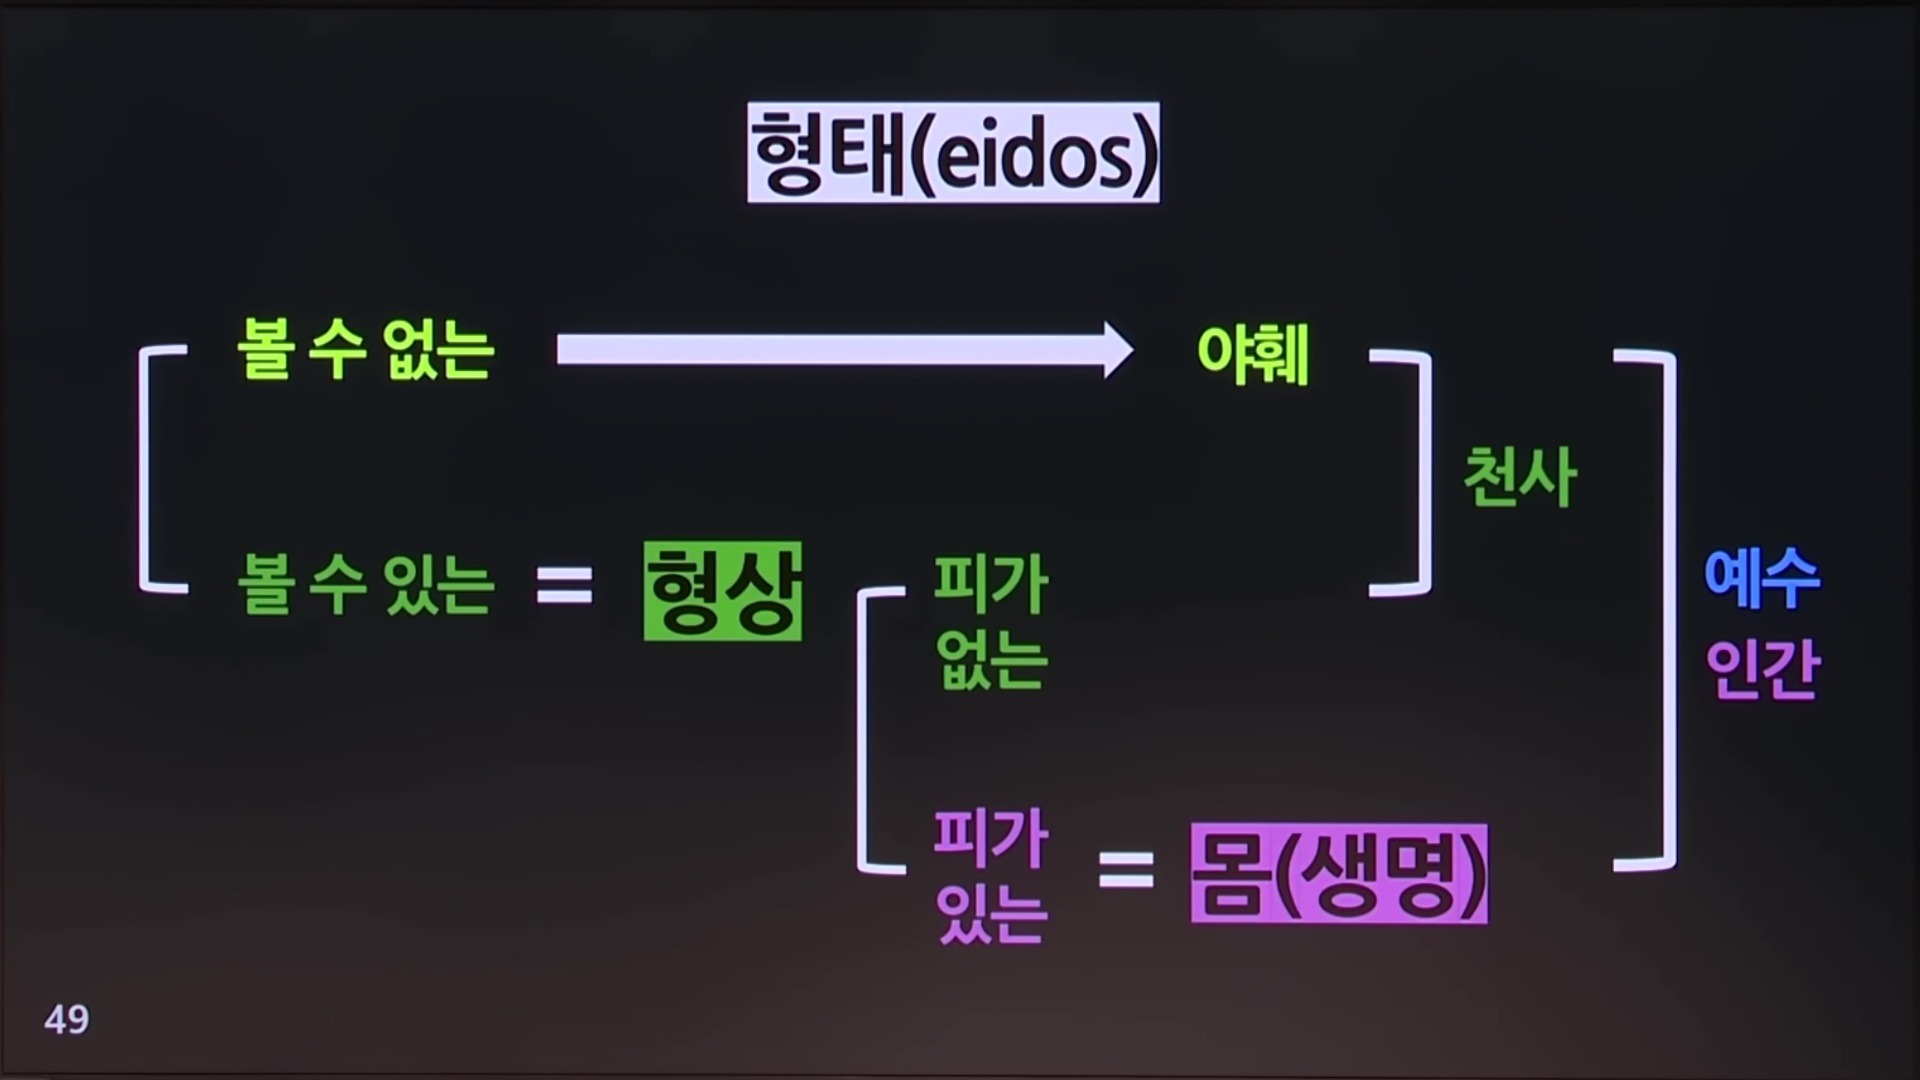 형태(eidos)
볼 수 없는
야훼
천사
볼 수 있는 = 형상
피가
없는
예수
인간
피가
있는
= 몸(생명)
49